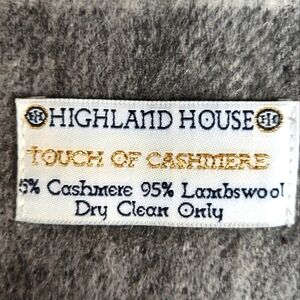 HIGHLAND HOUSE
TOUCH OF CASHMERE
5% Cashmere 95% Lambswool
Dry Clean Only